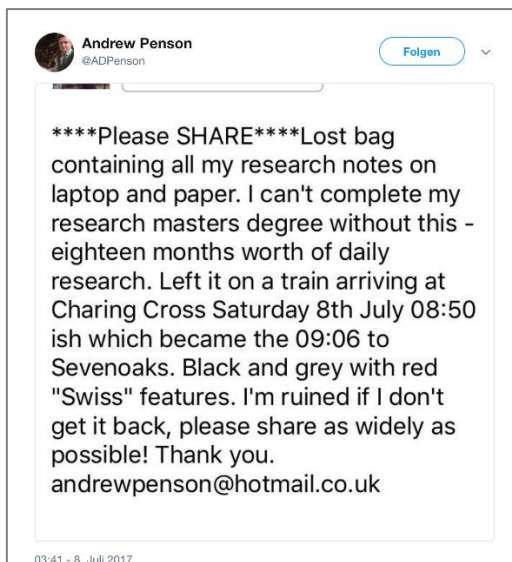 Andrew Penson
@ADPenson
Folgen
****Please SHARE****Lost bag
containing all my research notes on
laptop and paper. I can't complete my
research masters degree without this -
eighteen months worth of daily
research. Left it on a train arriving at
Charing Cross Saturday 8th July 08:50
ish which became the 09:06 to
Sevenoaks. Black and grey with red
"Swiss" features. I'm ruined if I don't
get it back, please share as widely as
possible! Thank you.
andrewpenson@hotmail.co.uk
03:41 - 8. Juli 2017